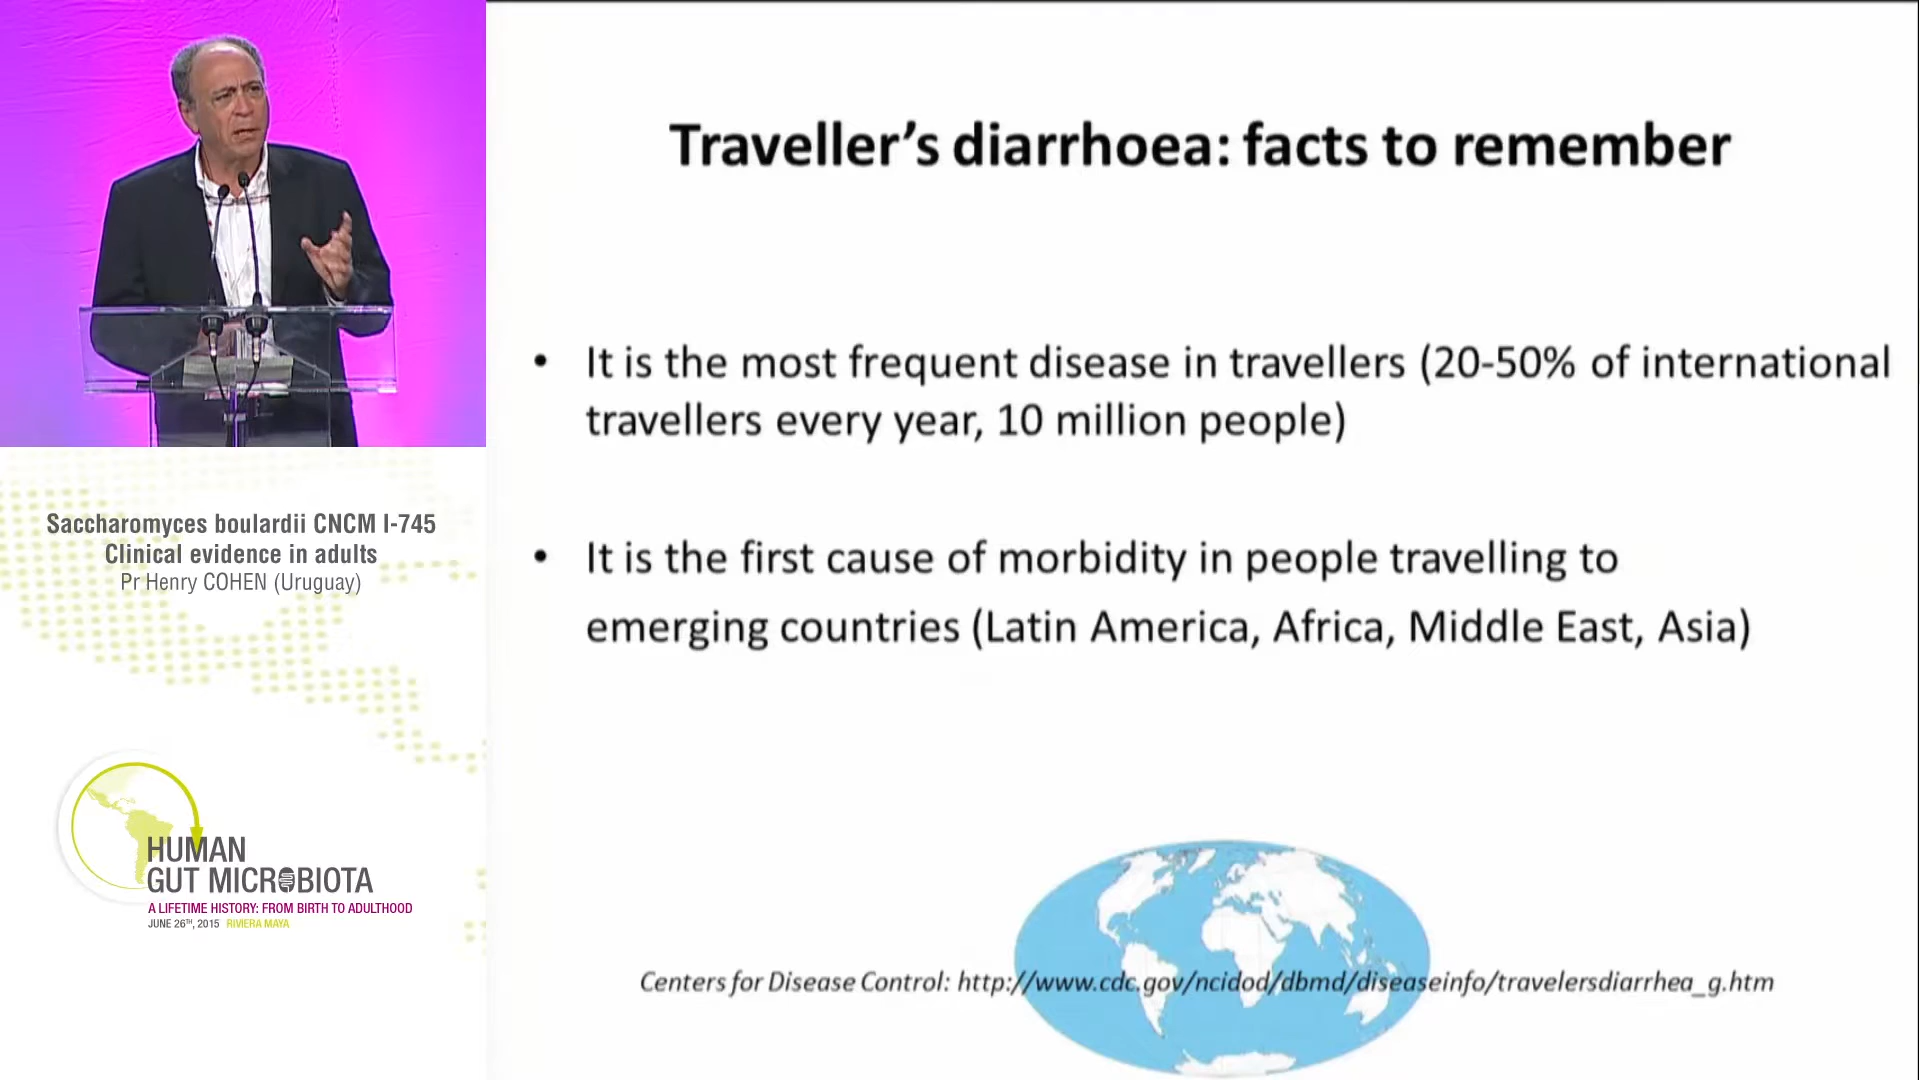 Traveller's diarrhoea: facts to remember
• It is the most frequent disease in travellers (20-50% of international
travellers every year, 10 million people)
• It is the first cause of morbidity in people travelling to
emerging countries (Latin America, Africa, Middle East, Asia)
Centers for Disease Control: http://www.cdc.gov/ncidod/dbmd/diseaseinfo/travelersdiarrhea_g.htm
Saccharomyces boulardii CNCM I-745
Clinical evidence in adults
Pr Henry COHEN (Uruguay)
HUMAN
GUT MICROBIOTA
A LIFETIME HISTORY: FROM BIRTH TO ADULTHOOD
JUNE 26TH, 2015 RIVIERA MAYA